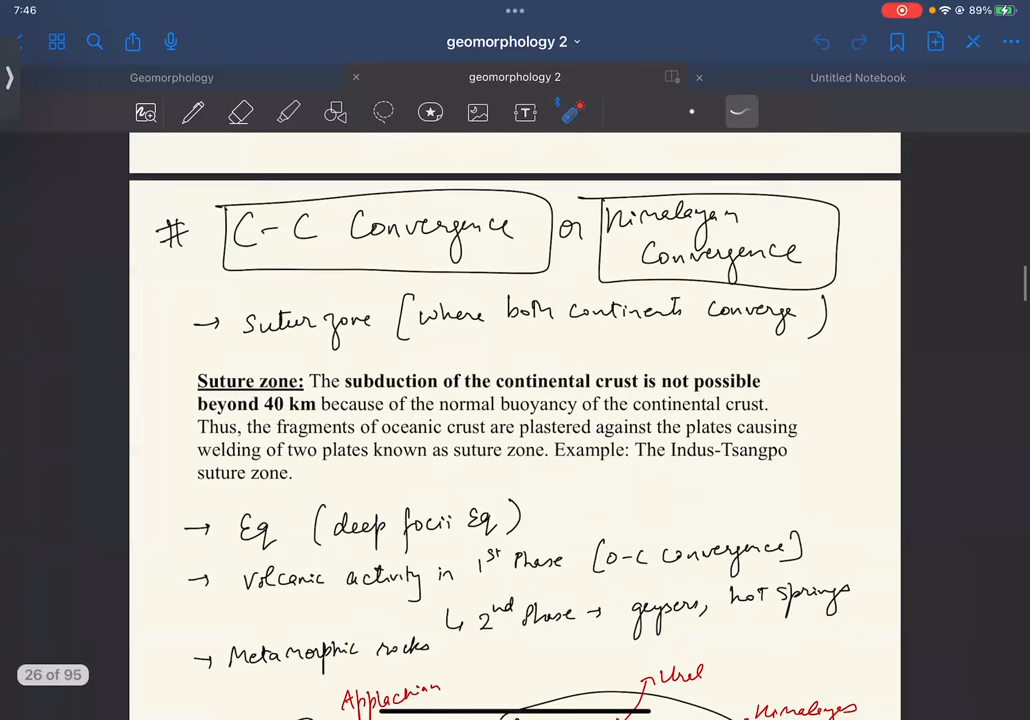 7:46
89%
geomorphology 2
Geomorphology
geomorphology 2
Untitled Notebook
# C-C Convergence or Himalayan Convergence
→ Sutur zone [where both continents converge)
Suture zone: The subduction of the continental crust is not possible
beyond 40 km because of the normal buoyancy of the continental crust.
Thus, the fragments of oceanic crust are plastered against the plates causing
welding of two plates known as suture zone. Example: The Indus-Tsangpo
suture zone.
→ Eq (deep focii Eq)
→ Volcanic activity in 1st Phase [O-C convergence]
↳ 2nd Phase → geysers, hot springs
→ Metamorphic rocks
26 of 95
Applachian
Ural
Himalayas